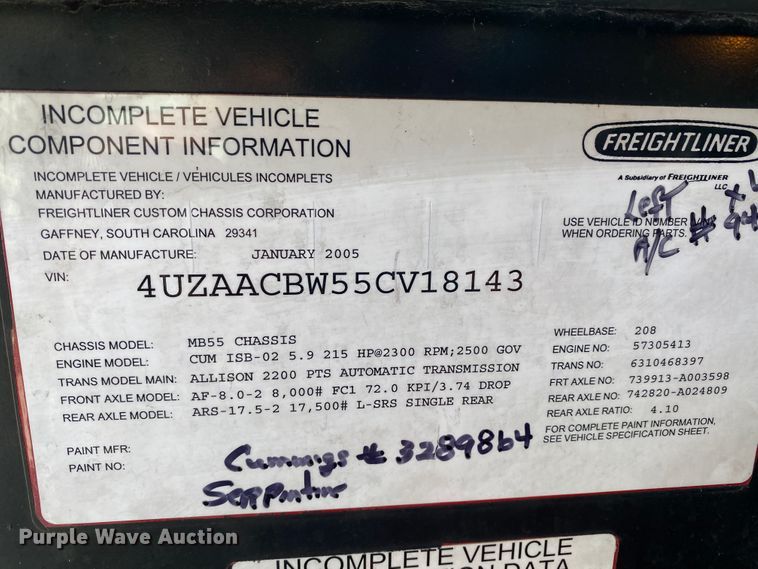 INCOMPLETE VEHICLE
COMPONENT INFORMATION
FREIGHTLINER
A Subsidiary of FREIGHTLINER
LLC
INCOMPLETE VEHICLE / VEHICULES INCOMPLETS
MANUFACTURED BY:
FREIGHTLINER CUSTOM CHASSIS CORPORATION
GAFFNEY, SOUTH CAROLINA 29341
DATE OF MANUFACTURE: JANUARY 2005
Left
USE VEHICLE ID NUMBER (VIN)
WHEN ORDERING PARTS.
A/C # 94
VIN: 4UZAACBW55CV18143
CHASSIS MODEL: MB55 CHASSIS
ENGINE MODEL: CUM ISB-02 5.9 215 HP@2300 RPM;2500 GOV
TRANS MODEL MAIN: ALLISON 2200 PTS AUTOMATIC TRANSMISSION
FRONT AXLE MODEL: AF-8.0-2 8,000# FC1 72.0 KPI/3.74 DROP
REAR AXLE MODEL: ARS-17.5-2 17,500# L-SRS SINGLE REAR
WHEELBASE: 208
ENGINE NO: 57305413
TRANS NO: 6310468397
FRT AXLE NO: 739913-A003598
REAR AXLE NO: 742820-A024809
REAR AXLE RATIO: 4.10
FOR COMPLETE PAINT INFORMATION,
SEE VEHICLE SPECIFICATION SHEET.
PAINT MFR:
PAINT NO:
Cummings # 3289864
Serpintine
INCOMPLETE VEHICLE
Purple Wave Auction